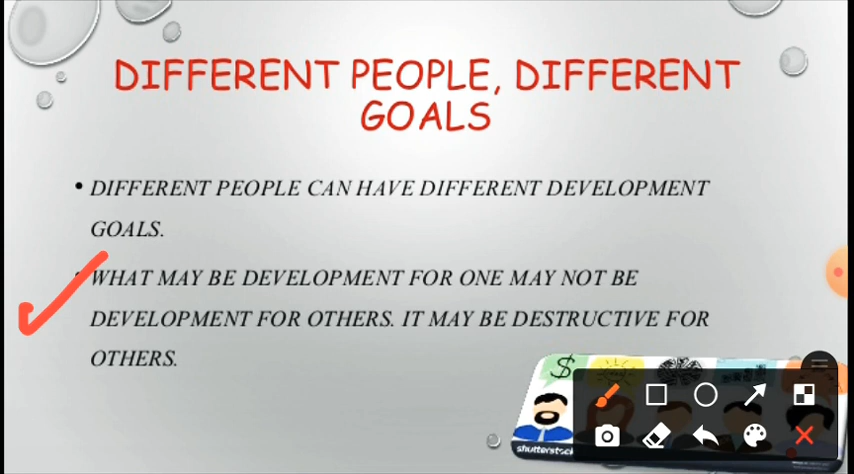 DIFFERENT PEOPLE, DIFFERENT
GOALS
• DIFFERENT PEOPLE CAN HAVE DIFFERENT DEVELOPMENT
GOALS.
• WHAT MAY BE DEVELOPMENT FOR ONE MAY NOT BE
DEVELOPMENT FOR OTHERS. IT MAY BE DESTRUCTIVE FOR
OTHERS.
$
shutterstock